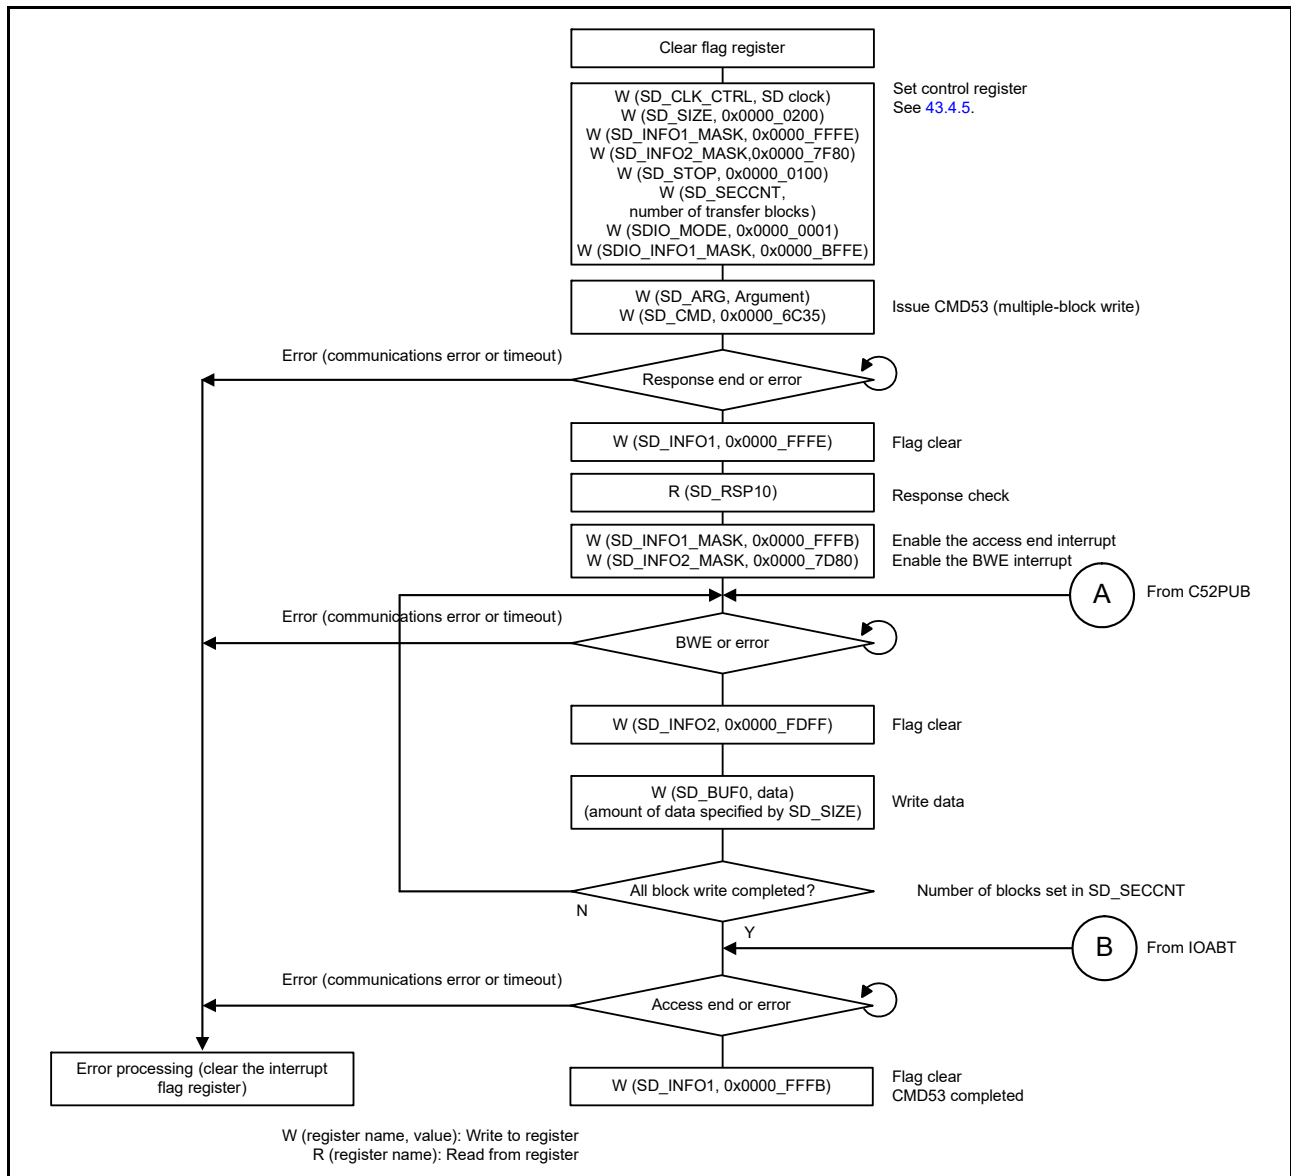 Clear flag register
W (SD_CLK_CTRL, SD clock)
W (SD_SIZE, 0x0000_0200)
W (SD_INFO1_MASK, 0x0000_FFFE)
W (SD_INFO2_MASK,0x0000_7F80)
W (SD_STOP, 0x0000_0100)
W (SD_SECCNT,
number of transfer blocks)
W (SDIO_MODE, 0x0000_0001)
W (SDIO_INFO1_MASK, 0x0000_BFFE)
Set control register
See 43.4.5.
W (SD_ARG, Argument)
W (SD_CMD, 0x0000_6C35)
Issue CMD53 (multiple-block write)
Error (communications error or timeout)
Response end or error
W (SD_INFO1, 0x0000_FFFE)
Flag clear
R (SD_RSP10)
Response check
W (SD_INFO1_MASK, 0x0000_FFFB)
W (SD_INFO2_MASK, 0x0000_7D80)
Enable the access end interrupt
Enable the BWE interrupt
A
From C52PUB
Error (communications error or timeout)
BWE or error
W (SD_INFO2, 0x0000_FDFF)
Flag clear
W (SD_BUF0, data)
(amount of data specified by SD_SIZE)
Write data
All block write completed?
Number of blocks set in SD_SECCNT
N
Y
B
From IOABT
Error (communications error or timeout)
Access end or error
Error processing (clear the interrupt
flag register)
W (SD_INFO1, 0x0000_FFFB)
Flag clear
CMD53 completed
W (register name, value): Write to register
R (register name): Read from register